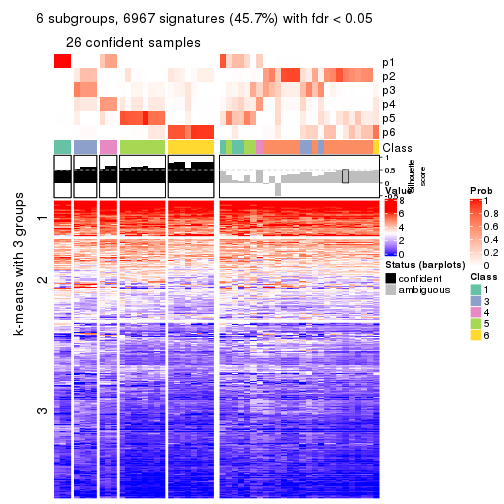 6 subgroups, 6967 signatures (45.7%) with fdr < 0.05
26 confident samples
p1
p2
p3
p4
p5
p6
Class
1
0.5
0
-0.5
Silhouette
score
k-means with 3 groups
1
2
3
Value
8
6
4
2
0
Status (barplots)
confident
ambiguous
Prob
1
0.8
0.6
0.4
0.2
0
Class
1
3
4
5
6